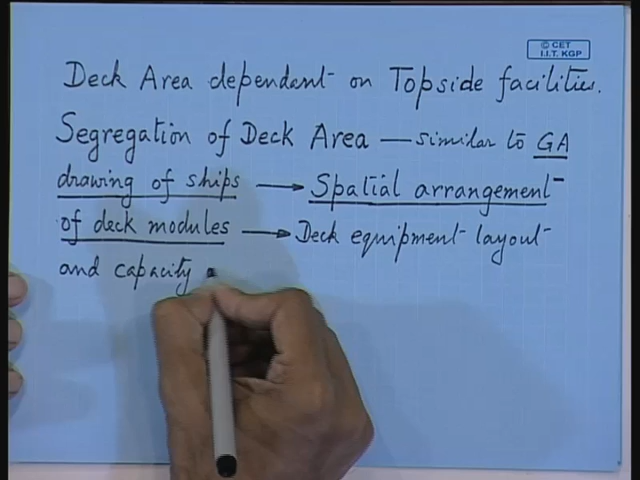 © CET
I.I.T. KGP
Deck Area dependant on Topside facilities.
Segregation of Deck Area — similar to GA
drawing of ships → Spatial arrangement
of deck modules → Deck equipment layout
and capacity